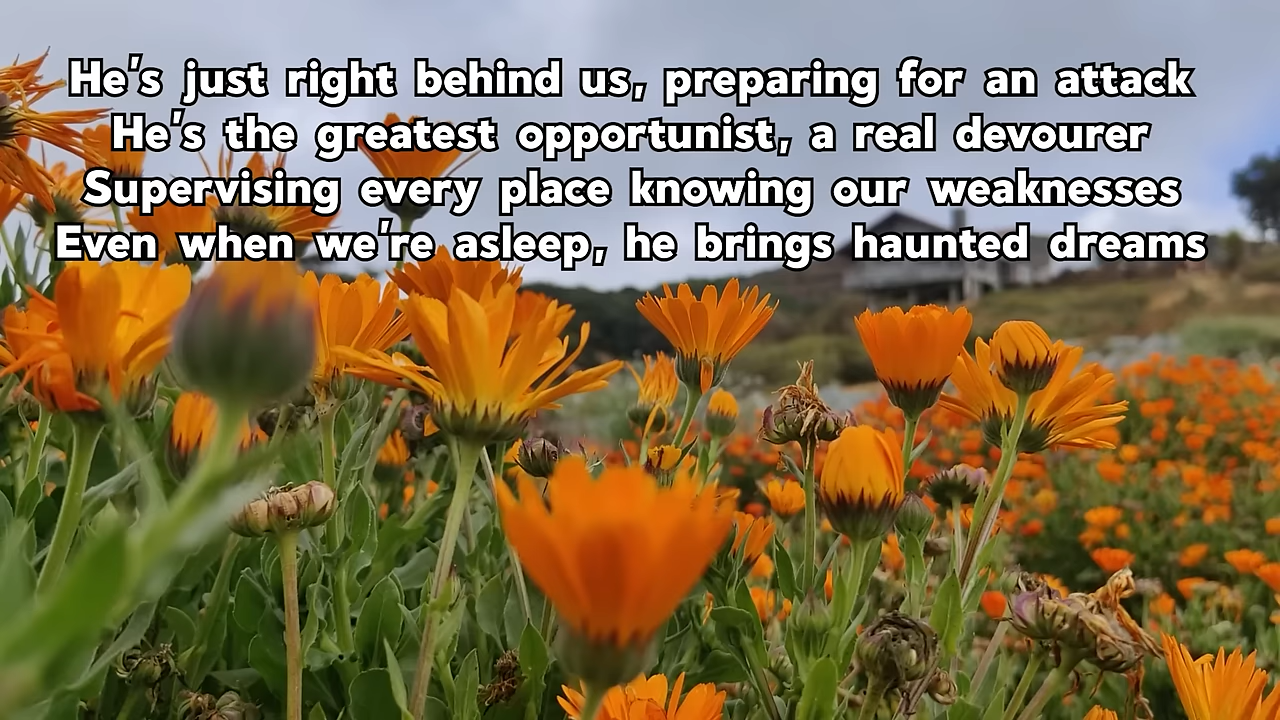 He's just right behind us, preparing for an attack
He's the greatest opportunist, a real devourer
Supervising every place knowing our weaknesses
Even when we're asleep, he brings haunted dreams